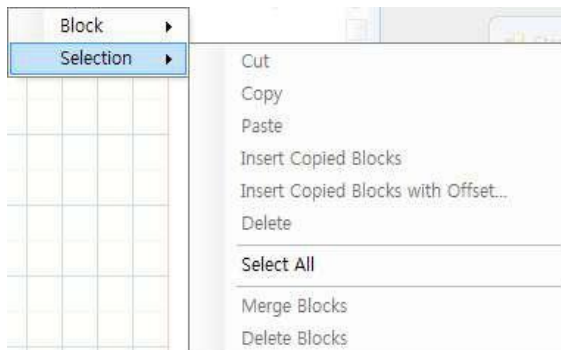 Block
Selection
Cut
Copy
Paste
Insert Copied Blocks
Insert Copied Blocks with Offset...
Delete
Select All
Merge Blocks
Delete Blocks